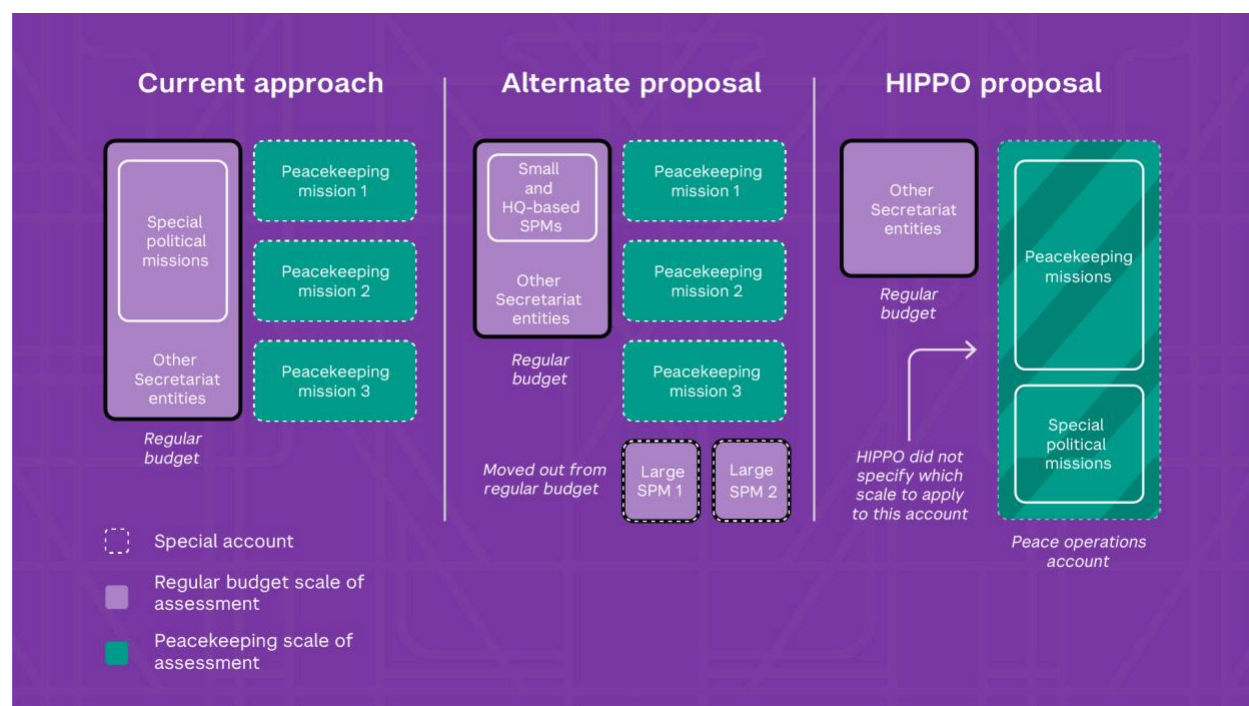 Current approach
Special
political
missions
Other
Secretariat
entities
Regular
budget
Peacekeeping
mission 1
Peacekeeping
mission 2
Peacekeeping
mission 3
Alternate proposal
Small
and
HQ-based
SPMs
Other
Secretariat
entities
Regular
budget
Peacekeeping
mission 1
Peacekeeping
mission 2
Peacekeeping
mission 3
Moved out from
regular budget
Large
SPM 1
Large
SPM 2
HIPPO proposal
Other
Secretariat
entities
Regular
budget
HIPPO did not
specify which
scale to apply
to this account
Peacekeeping
missions
Special
political
missions
Peace operations
account
Special account
Regular budget scale of
assessment
Peacekeeping scale of
assessment